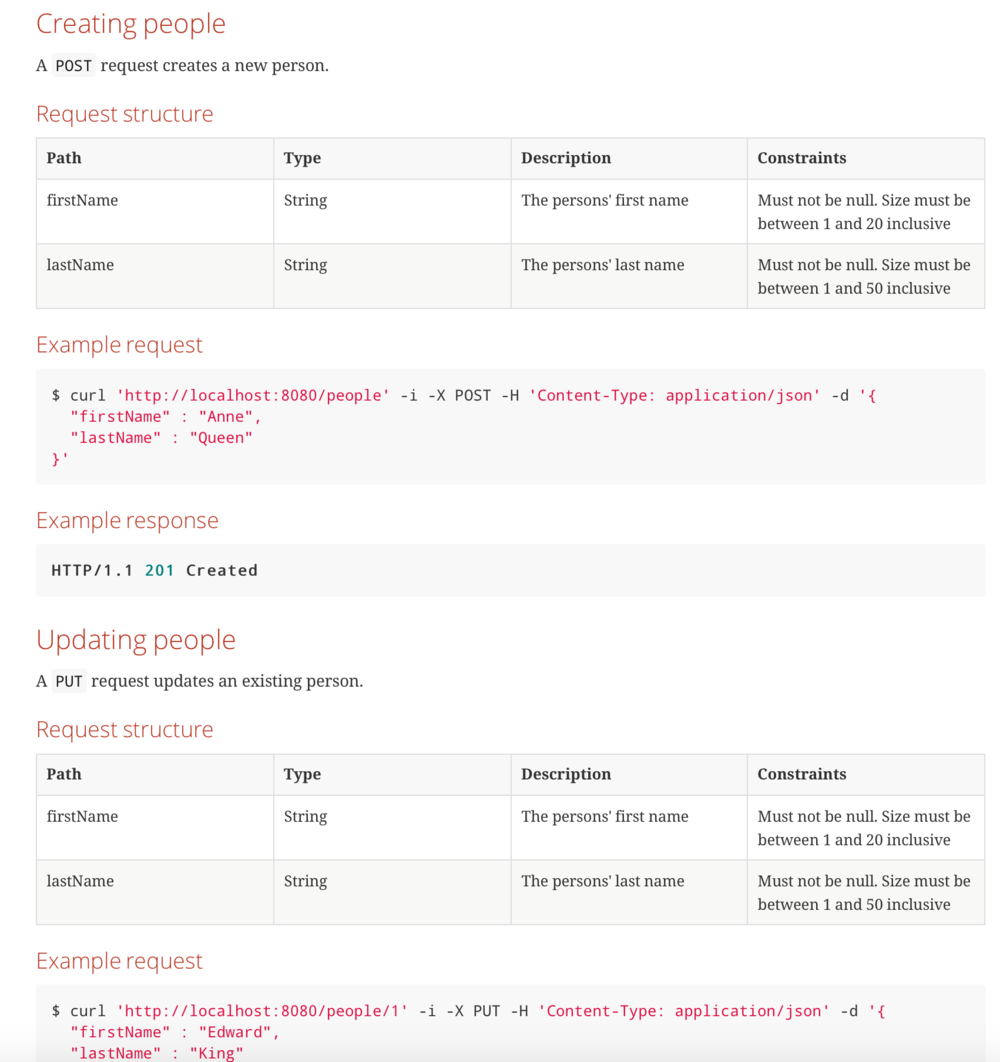 Creating people
A POST request creates a new person.
Request structure
Path Type Description Constraints
firstName String The persons' first name Must not be null. Size must be
between 1 and 20 inclusive
lastName String The persons' last name Must not be null. Size must be
between 1 and 50 inclusive
Example request
$ curl 'http://localhost:8080/people' -i -X POST -H 'Content-Type: application/json' -d '{
  "firstName" : "Anne",
  "lastName" : "Queen"
}'
Example response
HTTP/1.1 201 Created
Updating people
A PUT request updates an existing person.
Request structure
Path Type Description Constraints
firstName String The persons' first name Must not be null. Size must be
between 1 and 20 inclusive
lastName String The persons' last name Must not be null. Size must be
between 1 and 50 inclusive
Example request
$ curl 'http://localhost:8080/people/1' -i -X PUT -H 'Content-Type: application/json' -d '{
  "firstName" : "Edward",
  "lastName" : "King"